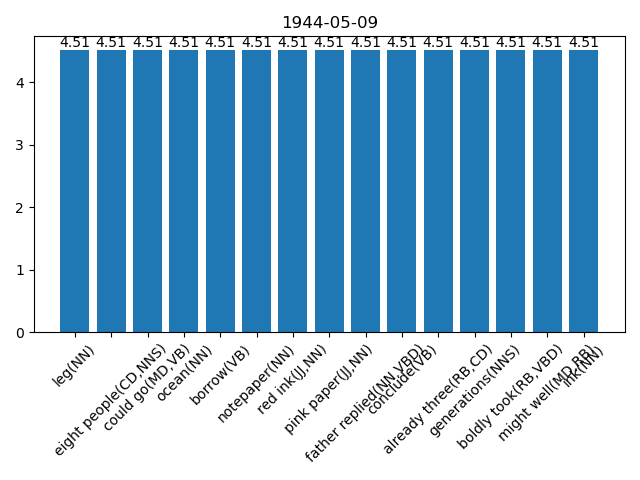 1944-05-09
4.51 4.51 4.51 4.51 4.51 4.51 4.51 4.51 4.51 4.51 4.51 4.51 4.51 4.51 4.51
4
3
2
1
0
leg(NN)
eight people(CD,NNS)
could go(MD,VB)
ocean(NN)
borrow(VB)
notepaper(NN)
red ink(JJ,NN)
pink paper(JJ,NN)
father replied(NN,VBD)
conclude(VB)
already three(RB,CD)
generations(NNS)
boldly took(RB,VBD)
might well(MD,RB)
ink(NN)